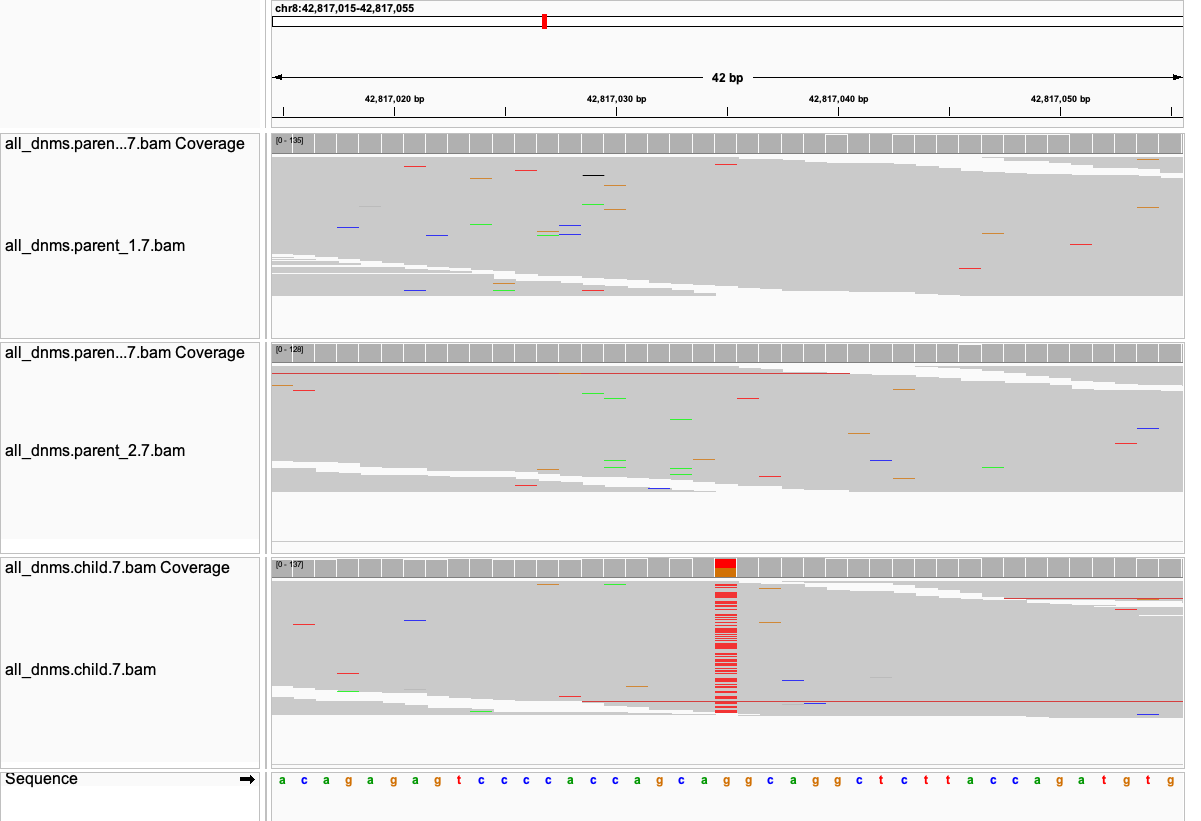 chr8:42,817,015-42,817,055
42 bp
42,817,020 bp 42,817,030 bp 42,817,040 bp 42,817,050 bp
all_dnms.paren...7.bam Coverage [0 - 135]
all_dnms.parent_1.7.bam
all_dnms.paren...7.bam Coverage [0 - 128]
all_dnms.parent_2.7.bam
all_dnms.child.7.bam Coverage [0 - 137]
all_dnms.child.7.bam
Sequence a c a g a g a g t c c c c a c c a g c a g g c a g g c t c t t a c c a g a t g t g